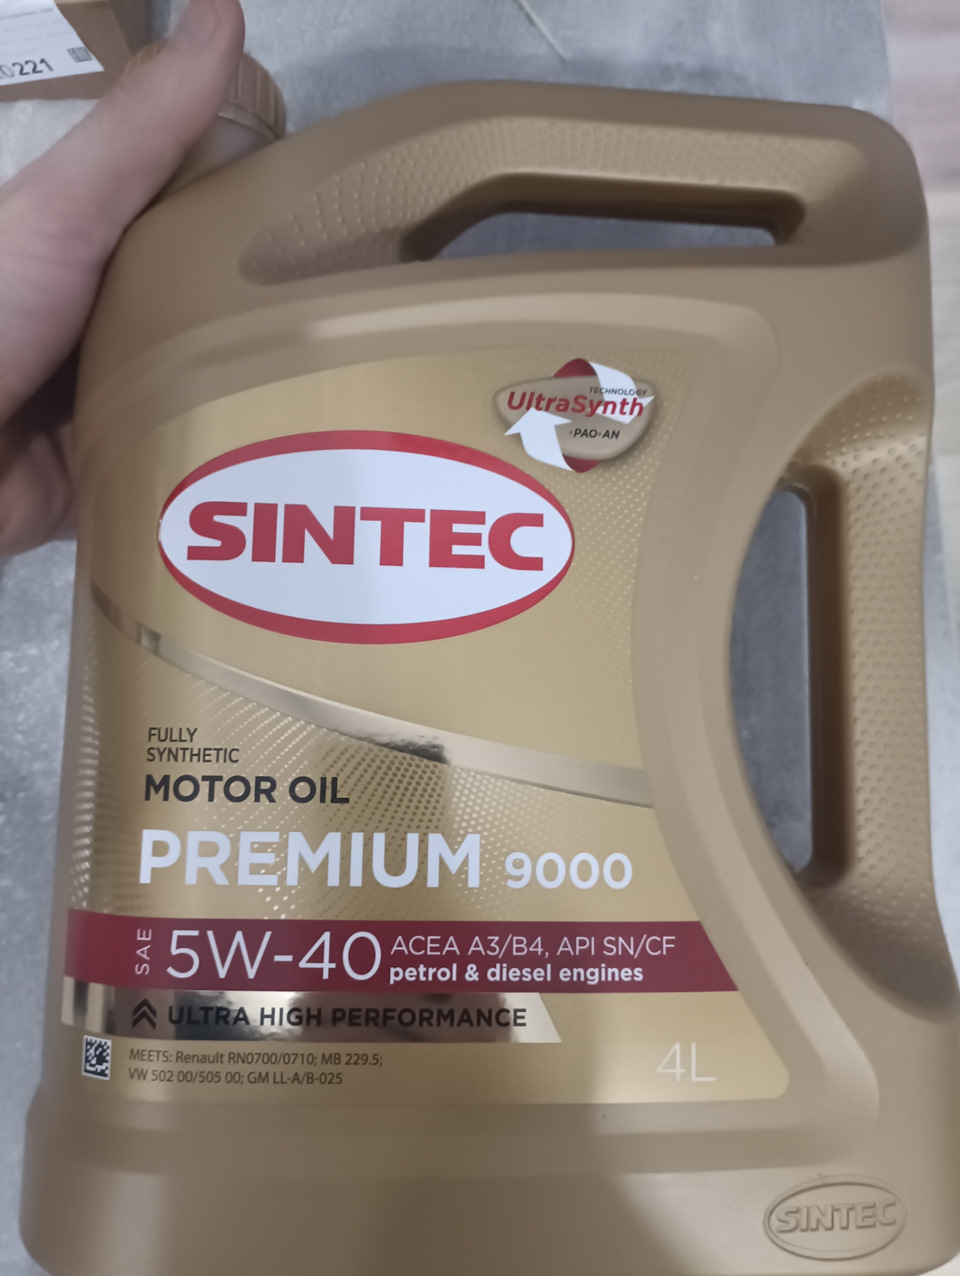 0221
TECHNOLOGY
UltraSynth
PAO+AN
SINTEC
FULLY
SYNTHETIC
MOTOR OIL
PREMIUM 9000
SAE 5W-40 ACEA A3/B4, API SN/CF
petrol & diesel engines
ULTRA HIGH PERFORMANCE
MEETS: Renault RN0700/0710; MB 229.5;
VW 502 00/505 00; GM LL-A/B-025
4L
SINTEC